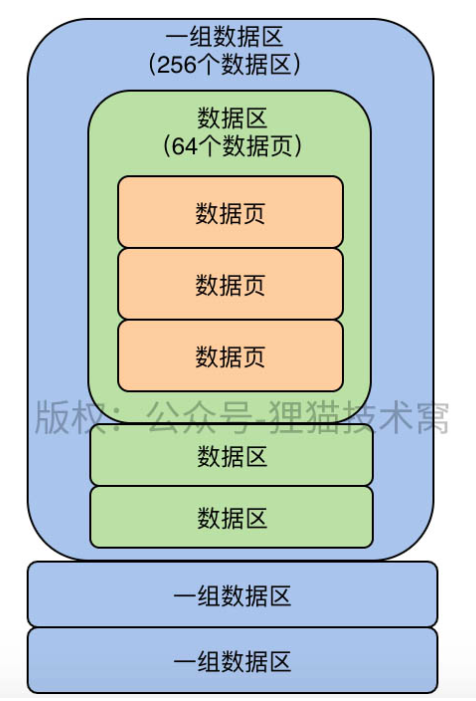 一组数据区
（256个数据区）
数据区
（64个数据页）
数据页
数据页
数据页
版权：公众号-狸猫技术窝
数据区
数据区
一组数据区
一组数据区